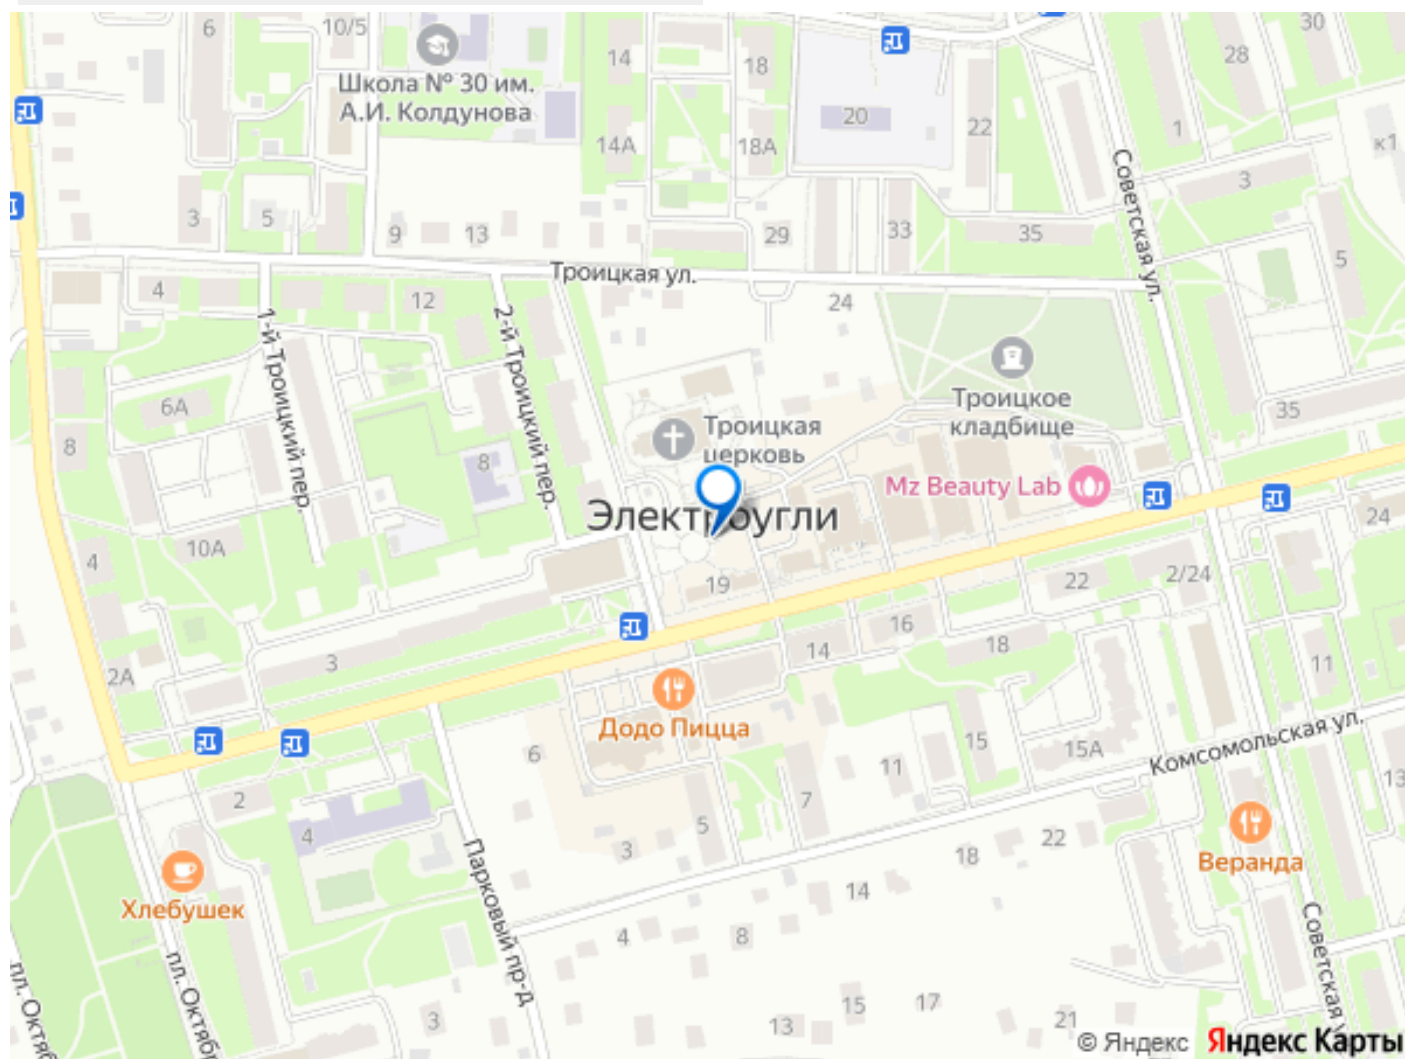 6
10/5
14
18
30
28
Школа № 30 им.
А.И. Колдунова
20
22
1
к1
14А
18А
3
3
5
9
13
29
33
35
5
Советская ул.
Троицкая ул.
4
12
24
1-й Троицкий пер.
2-й Троицкий пер.
6А
8
8
Троицкая
церковь
Троицкое
кладбище
35
Mz Beauty Lab
Электроугли
24
4
10А
19
22
2/24
16
14
18
11
3
2А
Додо Пицца
6
15
15А
Комсомольская ул.
11
13
2
7
4
5
3
Парковый пр-д
22
18
Веранда
14
Хлебушек
4
8
пл. Октябр
пл. Октяб
Советская у
15
17
3
13
21
© Яндекс Яндекс Карты